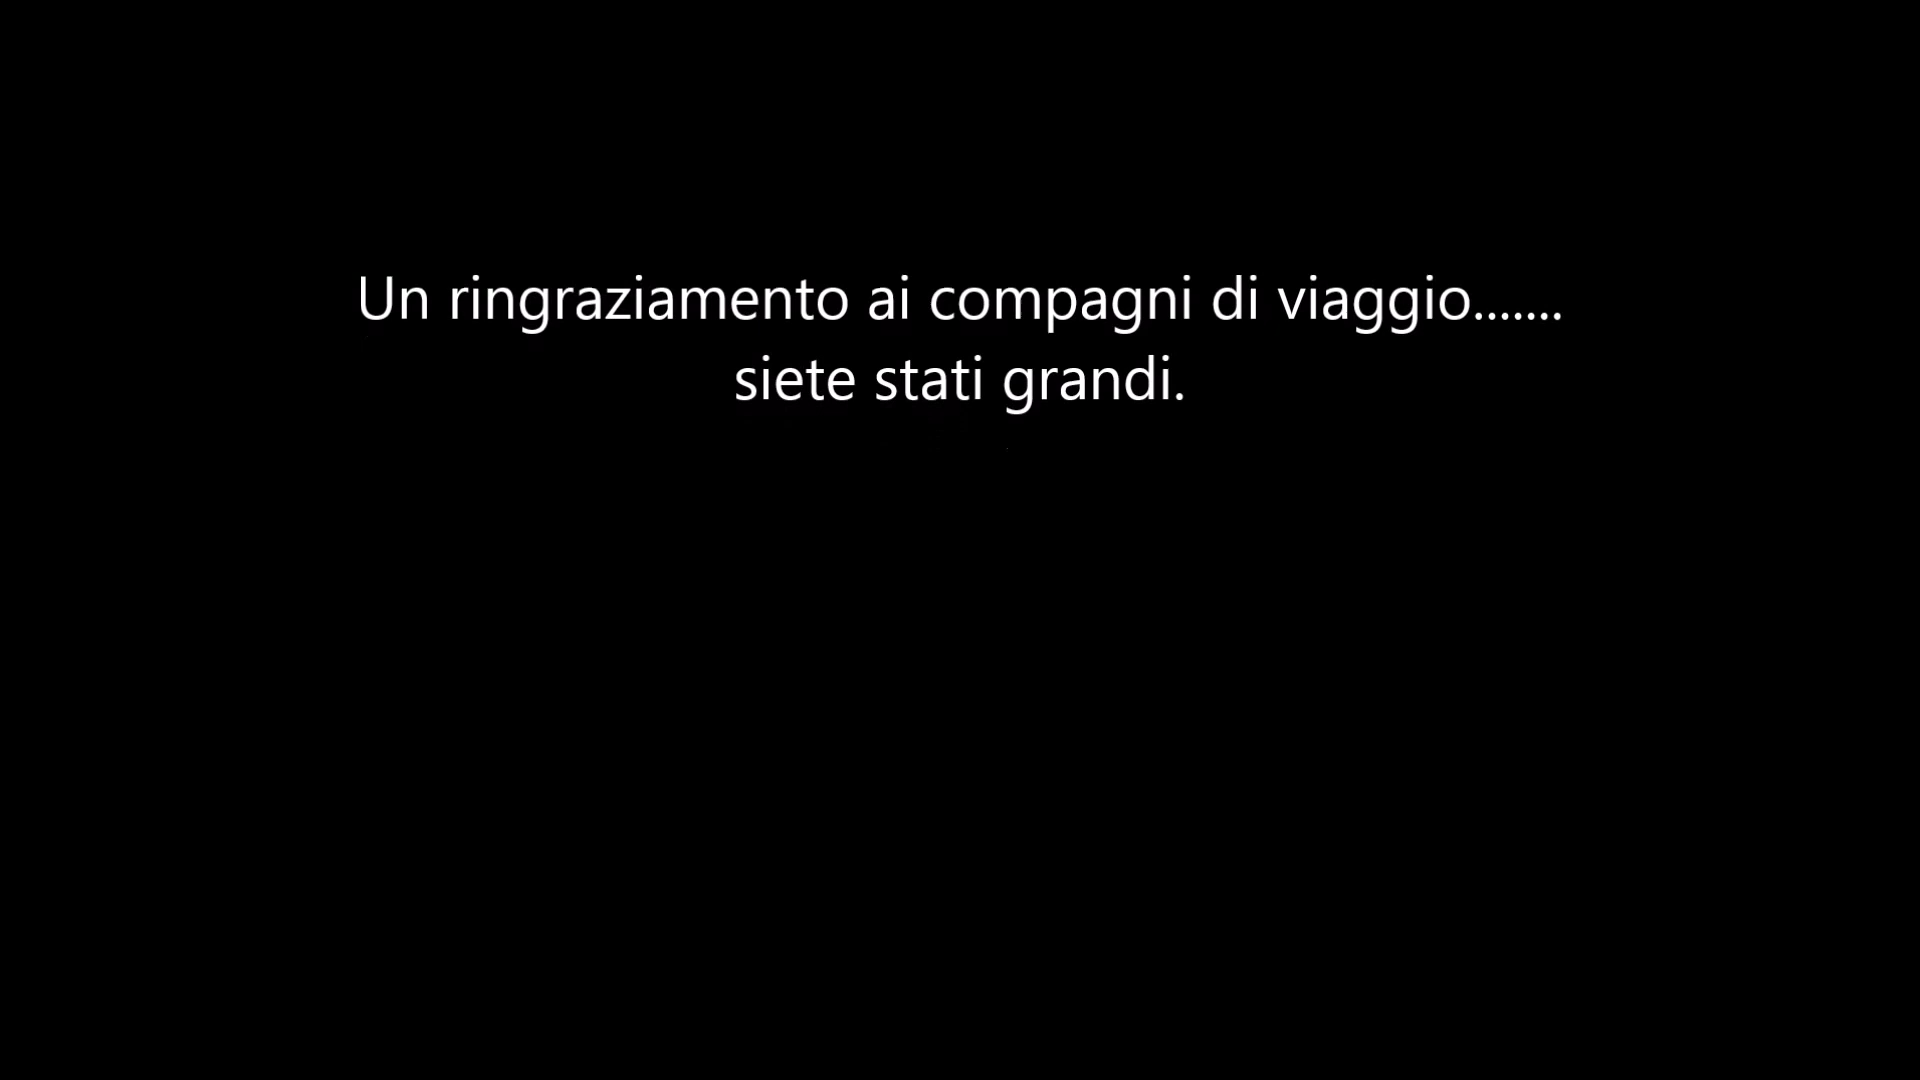 Un ringraziamento ai compagni di viaggio.......
siete stati grandi.